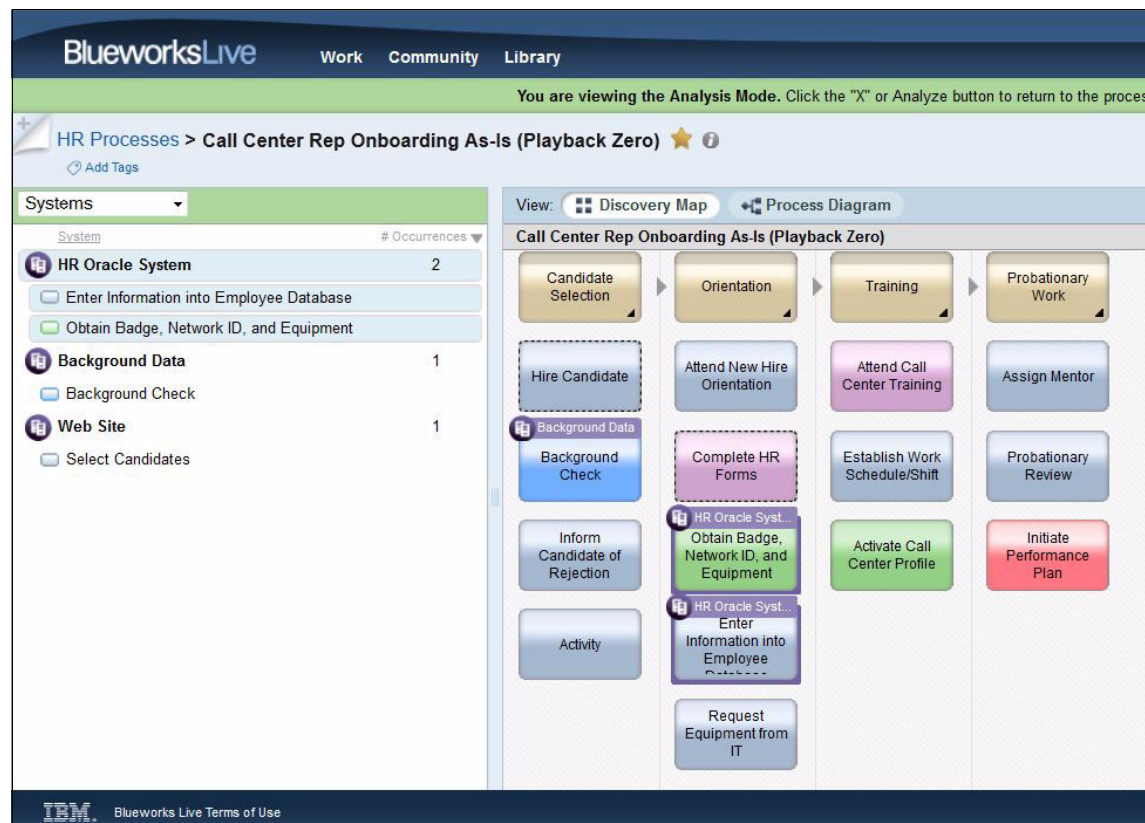 BlueworksLive
Work Community Library
You are viewing the Analysis Mode. Click the "X" or Analyze button to return to the proces
HR Processes > Call Center Rep Onboarding As-Is (Playback Zero)
Add Tags
Systems
System # Occurrences
HR Oracle System 2
Enter Information into Employee Database
Obtain Badge, Network ID, and Equipment
Background Data 1
Background Check
Web Site 1
Select Candidates
View: Discovery Map Process Diagram
Call Center Rep Onboarding As-Is (Playback Zero)
Candidate
Selection
Orientation
Training
Probationary
Work
Hire Candidate
Attend New Hire
Orientation
Attend Call
Center Training
Assign Mentor
Background Data
Background
Check
Complete HR
Forms
Establish Work
Schedule/Shift
Probationary
Review
Inform
Candidate of
Rejection
HR Oracle Syst...
Obtain Badge,
Network ID, and
Equipment
Activate Call
Center Profile
Initiate
Performance
Plan
Activity
HR Oracle Syst...
Enter
Information into
Employee
Database
Request
Equipment from
IT
IBM. Blueworks Live Terms of Use